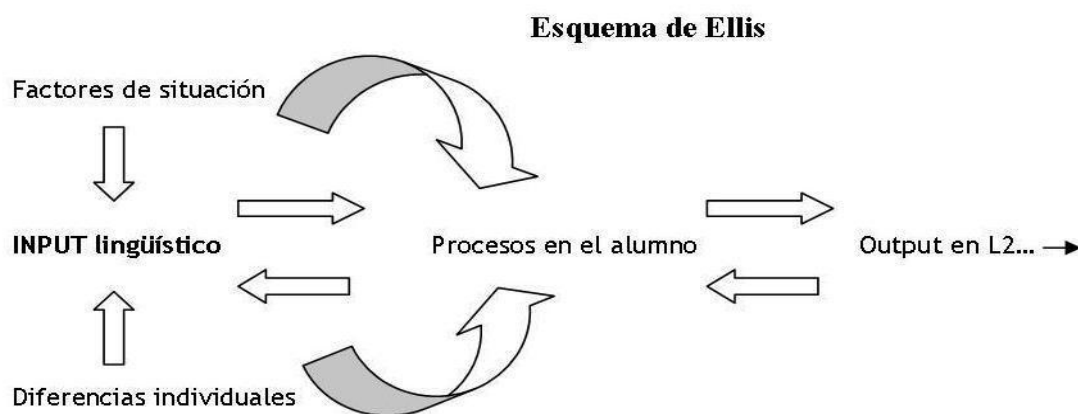 Esquema de Ellis
Factores de situación
INPUT lingüístico
Procesos en el alumno
Output en L2...
Diferencias individuales